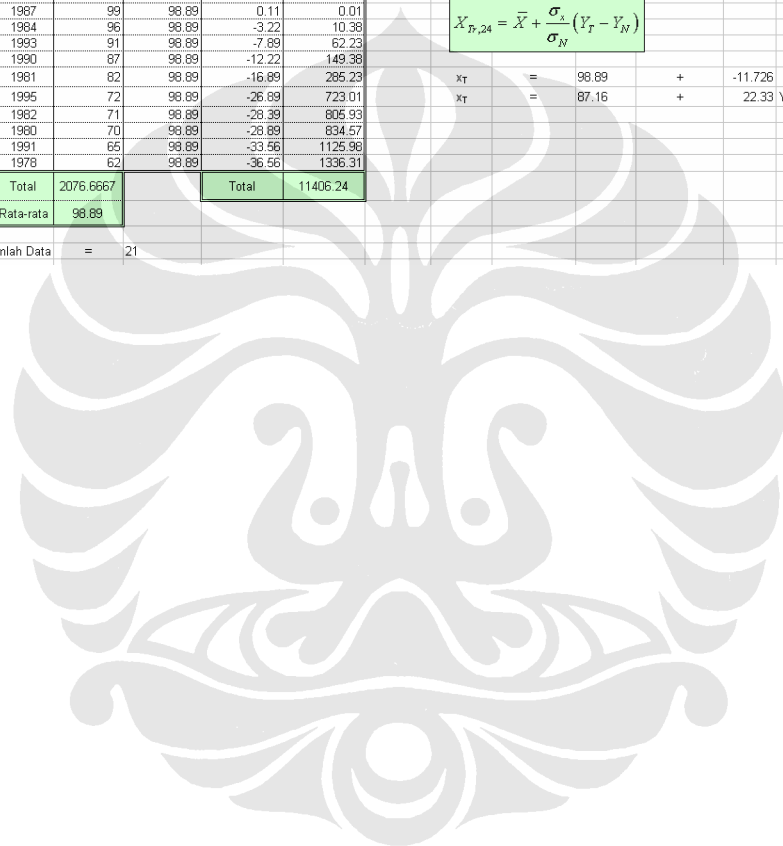 1987 99 98.89 0.11 0.01
1984 96 98.89 -3.22 10.38
1993 91 98.89 -7.89 62.23
1990 87 98.89 -12.22 149.38
1981 82 98.89 -16.89 285.23
1995 72 98.89 -26.89 723.01
1982 71 98.89 -28.39 805.93
1980 70 98.89 -28.89 834.57
1991 65 98.89 -33.56 1125.98
1978 62 98.89 -36.56 1336.31
Total 2076.6667 Total 11406.24
Rata-rata 98.89
mlah Data = 21
X_{Tr,24} = X̄ + σ_x/σ_N (Y_T − Y_N)
x_T = 98.89 + -11.726
x_T = 87.16 + 22.33